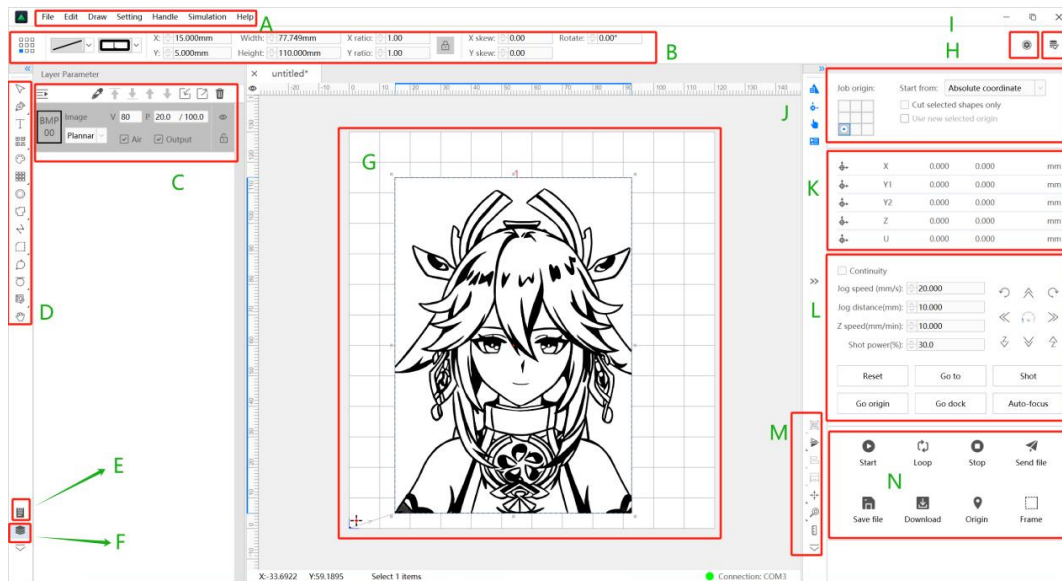 File Edit Draw Setting Handle Simulation Help
A
I
X: 15.000mm Width: 77.749mm X ratio: 1.00 X skew: 0.00 Rotate: 0.00°
Y: 5.000mm Height: 110.000mm Y ratio: 1.00 Y skew: 0.00
B
H
Layer Parameter
untitled*
BMP 00
Image V 80 P 20.0 / 100.0
Plannar Air Output
C
D
E
F
G
1
J
Job origin: Start from: Absolute coordinate
Cut selected shapes only
Use new selected origin
K
X 0.000 0.000 mm
Y1 0.000 0.000 mm
Y2 0.000 0.000 mm
Z 0.000 0.000 mm
U 0.000 0.000 mm
L
Continuity
Jog speed (mm/s): 20.000
Jog distance(mm): 10.000
Z speed(mm/min): 10.000
Shot power(%): 30.0
Reset Go to Shot
Go origin Go dock Auto-focus
M
Start Loop Stop Send file
N
Save file Download Origin Frame
X:-33.6922 Y:59.1895 Select 1 items Connection: COM3